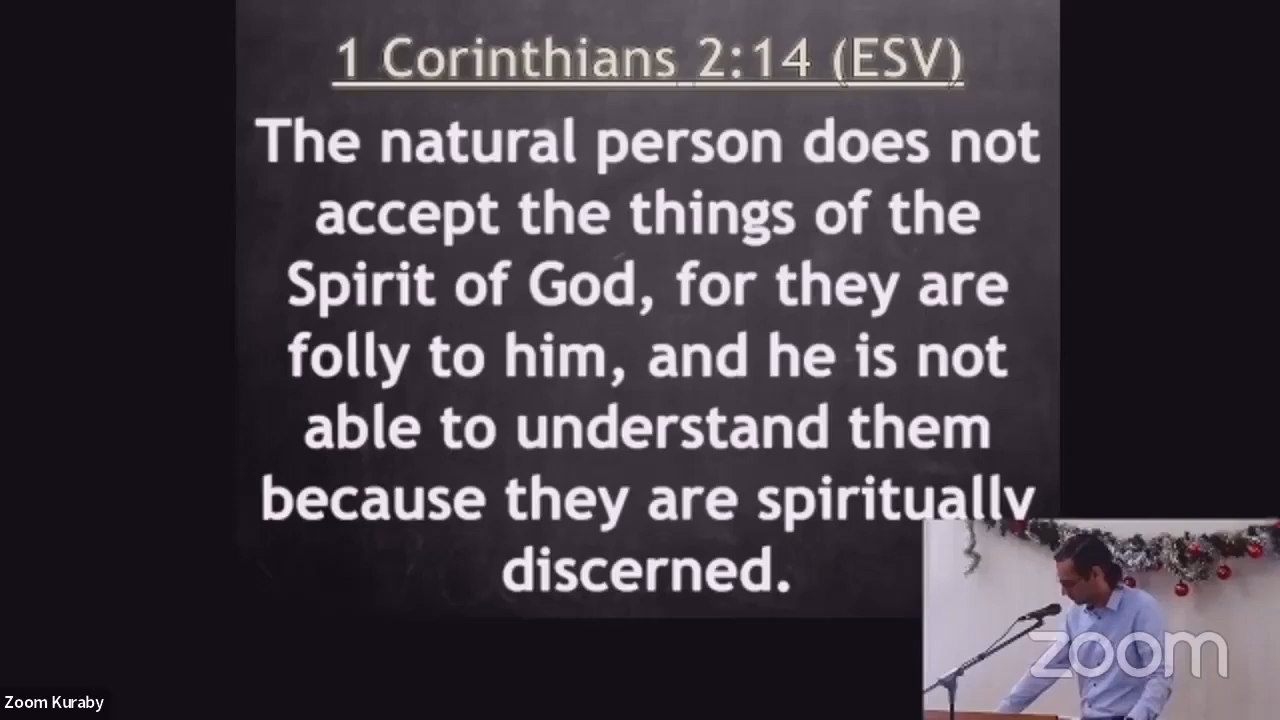 1 Corinthians 2:14 (ESV)
The natural person does not
accept the things of the
Spirit of God, for they are
folly to him, and he is not
able to understand them
because they are spiritually
discerned.
zoom
Zoom Kuraby